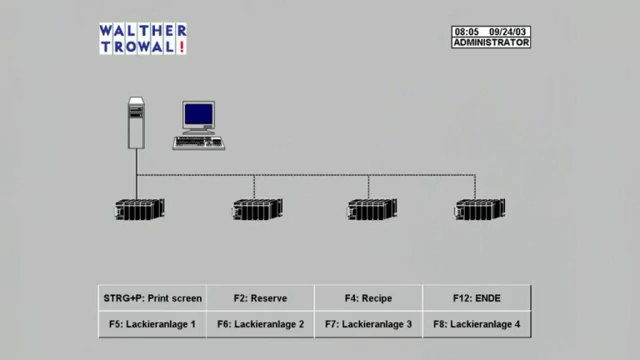 WALTHER
TROWAL!
08:05 09/24/03
ADMINISTRATOR
STRG+P: Print screen F2: Reserve F4: Recipe F12: ENDE
F5: Lackieranlage 1 F6: Lackieranlage 2 F7: Lackieranlage 3 F8: Lackieranlage 4